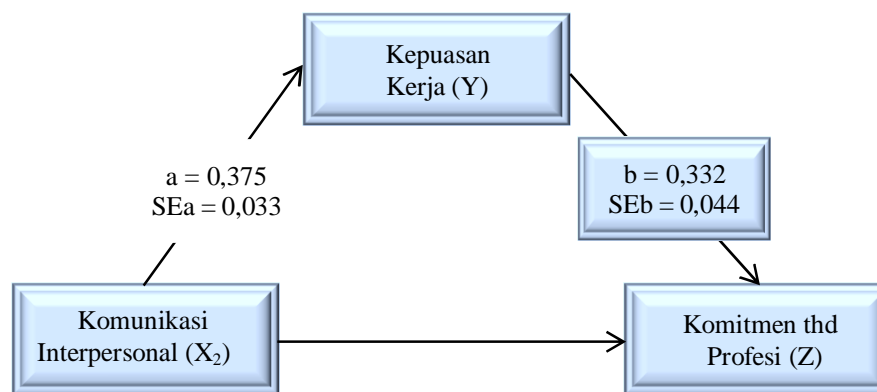 Kepuasan
Kerja (Y)
a = 0,375
SEa = 0,033
b = 0,332
SEb = 0,044
Komunikasi
Interpersonal (X₂)
Komitmen thd
Profesi (Z)